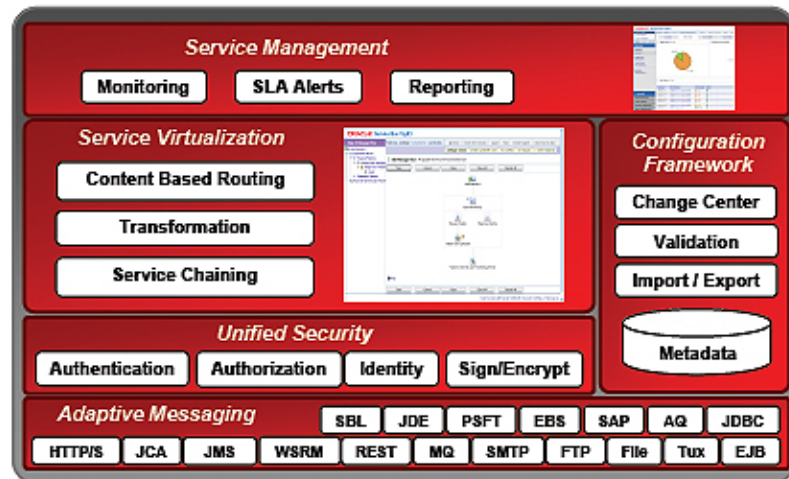 Service Management
Monitoring
SLA Alerts
Reporting
Service Virtualization
Content Based Routing
Transformation
Service Chaining
ORACLE
Configuration
Framework
Change Center
Validation
Import / Export
Metadata
Unified Security
Authentication
Authorization
Identity
Sign/Encrypt
Adaptive Messaging
SBL JDE PSFT EBS SAP AQ JDBC
HTTP/S JCA JMS WSRM REST MQ SMTP FTP File Tux EJB